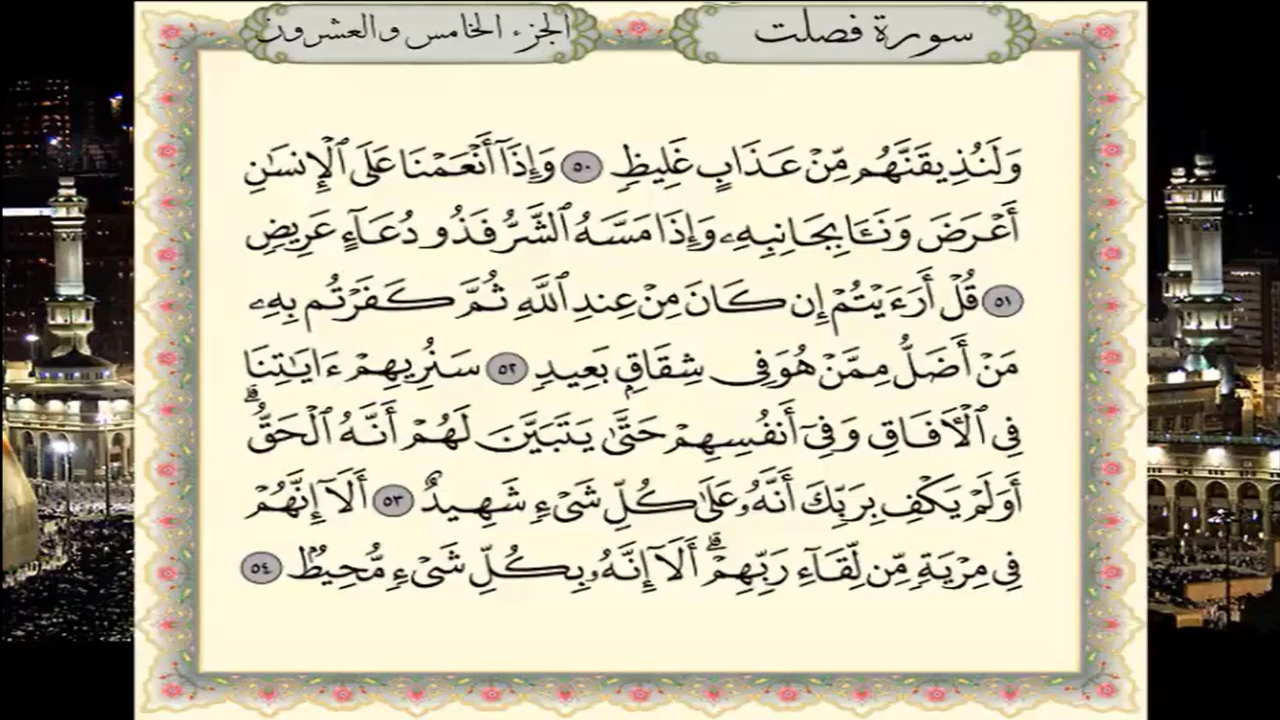 سورة فصلت
الجزء الخامس والعشرون
وَلَنُذِيقَنَّهُم مِّنْ عَذَابٍ غَلِيظٍ ٥٠ وَإِذَآ أَنْعَمْنَا عَلَى ٱلْإِنسَٰنِ
أَعْرَضَ وَنَـَٔا بِجَانِبِهِۦ وَإِذَا مَسَّهُ ٱلشَّرُّ فَذُو دُعَآءٍ عَرِيضٍ
٥١ قُلْ أَرَءَيْتُمْ إِن كَانَ مِنْ عِندِ ٱللَّهِ ثُمَّ كَفَرْتُم بِهِۦ
مَنْ أَضَلُّ مِمَّنْ هُوَ فِى شِقَاقٍۭ بَعِيدٍ ٥٢ سَنُرِيهِمْ ءَايَٰتِنَا
فِى ٱلْـَٔافَاقِ وَفِىٓ أَنفُسِهِمْ حَتَّىٰ يَتَبَيَّنَ لَهُمْ أَنَّهُ ٱلْحَقُّ ۗ
أَوَلَمْ يَكْفِ بِرَبِّكَ أَنَّهُۥ عَلَىٰ كُلِّ شَىْءٍ شَهِيدٌ ٥٣ أَلَآ إِنَّهُمْ
فِى مِرْيَةٍ مِّن لِّقَآءِ رَبِّهِمْ ۗ أَلَآ إِنَّهُۥ بِكُلِّ شَىْءٍ مُّحِيطٌۢ ٥٤